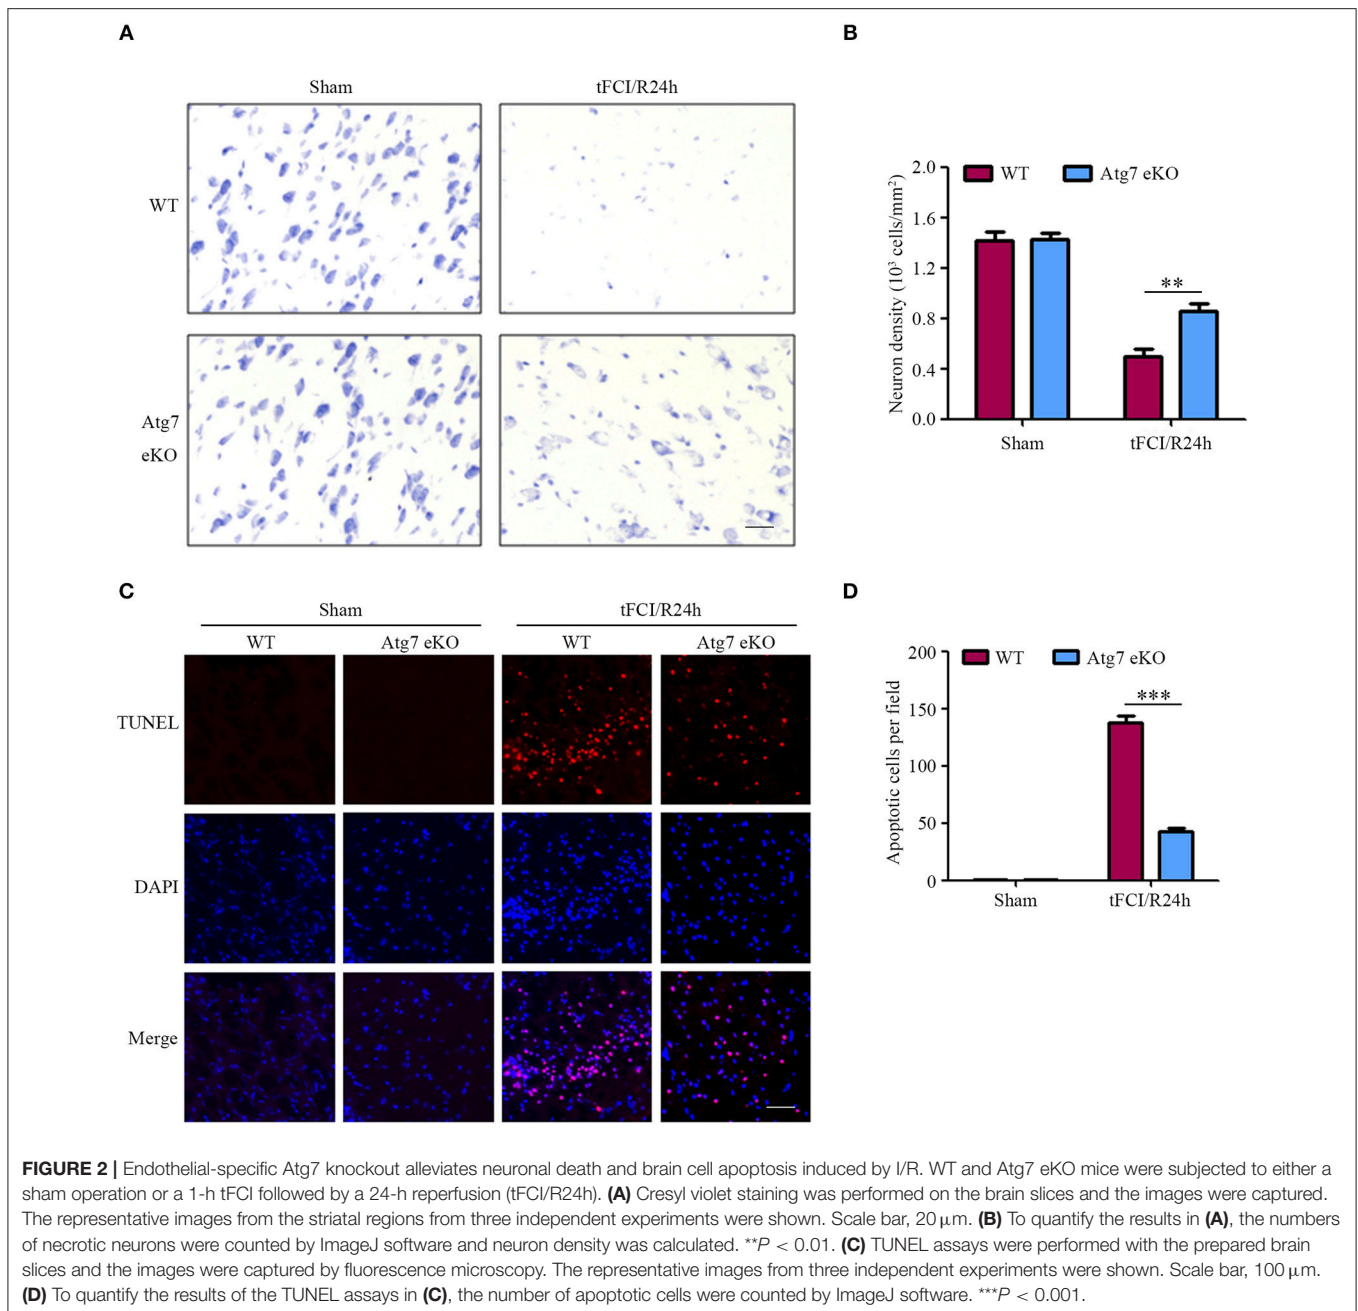 A
Sham
tFCI/R24h
WT
Atg7
eKO
B
2.0
1.6
1.2
0.8
0.4
0.0
Neuron density (10³ cells/mm²)
WT
Atg7 eKO
**
Sham
tFCI/R24h
C
Sham
tFCI/R24h
WT
Atg7 eKO
WT
Atg7 eKO
TUNEL
DAPI
Merge
D
200
150
100
50
0
Apoptotic cells per field
WT
Atg7 eKO
***
Sham
tFCI/R24h
FIGURE 2 | Endothelial-specific Atg7 knockout alleviates neuronal death and brain cell apoptosis induced by I/R. WT and Atg7 eKO mice were subjected to either a
sham operation or a 1-h tFCI followed by a 24-h reperfusion (tFCI/R24h). (A) Cresyl violet staining was performed on the brain slices and the images were captured.
The representative images from the striatal regions from three independent experiments were shown. Scale bar, 20 μm. (B) To quantify the results in (A), the numbers
of necrotic neurons were counted by ImageJ software and neuron density was calculated. **P < 0.01. (C) TUNEL assays were performed with the prepared brain
slices and the images were captured by fluorescence microscopy. The representative images from three independent experiments were shown. Scale bar, 100 μm.
(D) To quantify the results of the TUNEL assays in (C), the number of apoptotic cells were counted by ImageJ software. ***P < 0.001.